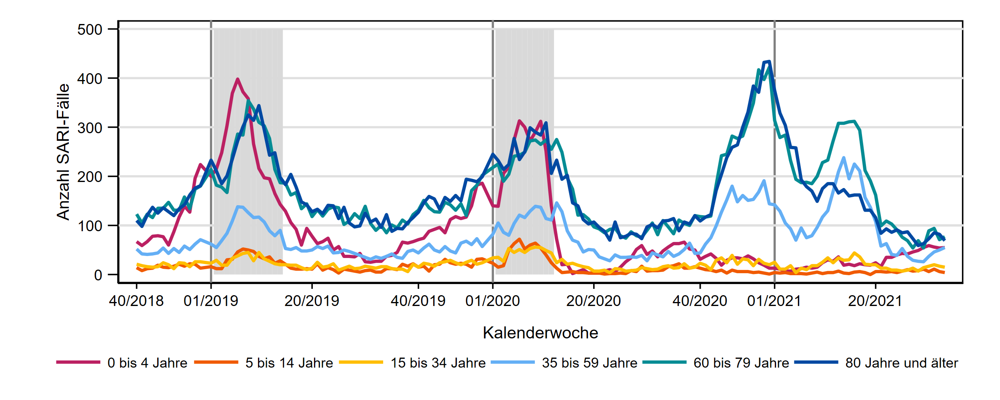 500
400
300
200
100
0
Anzahl SARI-Fälle
40/2018 01/2019 20/2019 40/2019 01/2020 20/2020 40/2020 01/2021 20/2021
Kalenderwoche
0 bis 4 Jahre 5 bis 14 Jahre 15 bis 34 Jahre 35 bis 59 Jahre 60 bis 79 Jahre 80 Jahre und älter